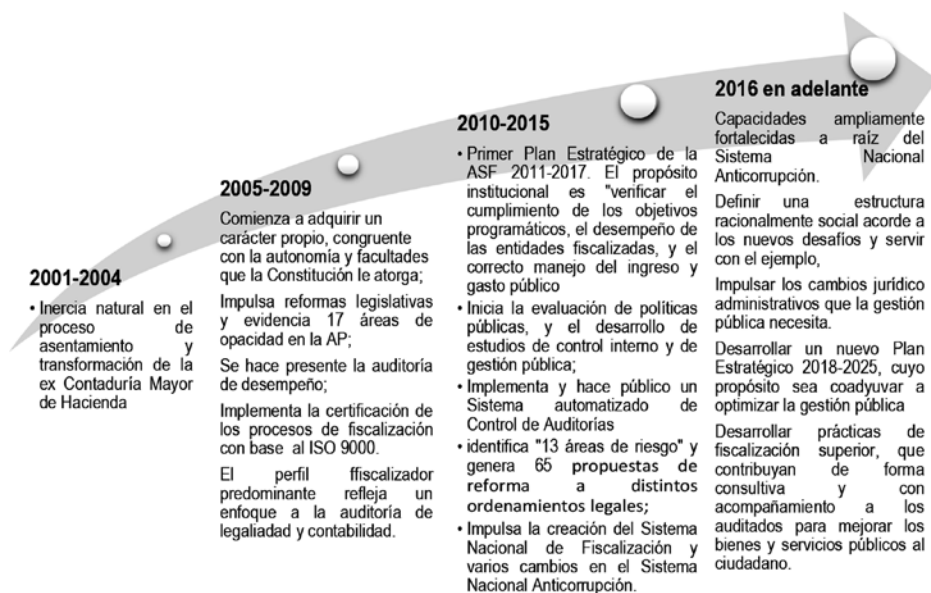 2001-2004
• Inercia natural en el
proceso de
asentamiento y
transformación de la
ex Contaduría Mayor
de Hacienda
2005-2009
Comienza a adquirir un
carácter propio, congruente
con la autonomía y facultades
que la Constitución le atorga;
Impulsa reformas legislativas
y evidencia 17 áreas de
opacidad en la AP;
Se hace presente la auditoría
de desempeño;
Implementa la certificación de
los procesos de fiscalización
con base al ISO 9000.
El perfil ffiscalizador
predominante refleja un
enfoque a la auditoría de
legaliadad y contabilidad.
2010-2015
• Primer Plan Estratégico de la
ASF 2011-2017. El propósito
institucional es "verificar el
cumplimiento de los objetivos
programáticos, el desempeño de
las entidades fiscalizadas, y el
correcto manejo del ingreso y
gasto público
• Inicia la evaluación de políticas
públicas, y el desarrollo de
estudios de control interno y de
gestión pública;
• Implementa y hace público un
Sistema automatizado de
Control de Auditorías
• identifica "13 áreas de riesgo" y
genera 65 propuestas de
reforma a distintos
ordenamientos legales;
• Impulsa la creación del Sistema
Nacional de Fiscalización y
varios cambios en el Sistema
Nacional Anticorrupción.
2016 en adelante
Capacidades ampliamente
fortalecidas a raíz del
Sistema Nacional
Anticorrupción.
Definir una estructura
racionalmente social acorde a
los nuevos desafíos y servir
con el ejemplo,
Impulsar los cambios jurídico
administrativos que la gestión
pública necesita.
Desarrollar un nuevo Plan
Estratégico 2018-2025, cuyo
propósito sea coadyuvar a
optimizar la gestión pública
Desarrollar prácticas de
fiscalización superior, que
contribuyan de forma
consultiva y con
acompañamiento a los
auditados para mejorar los
bienes y servicios públicos al
ciudadano.